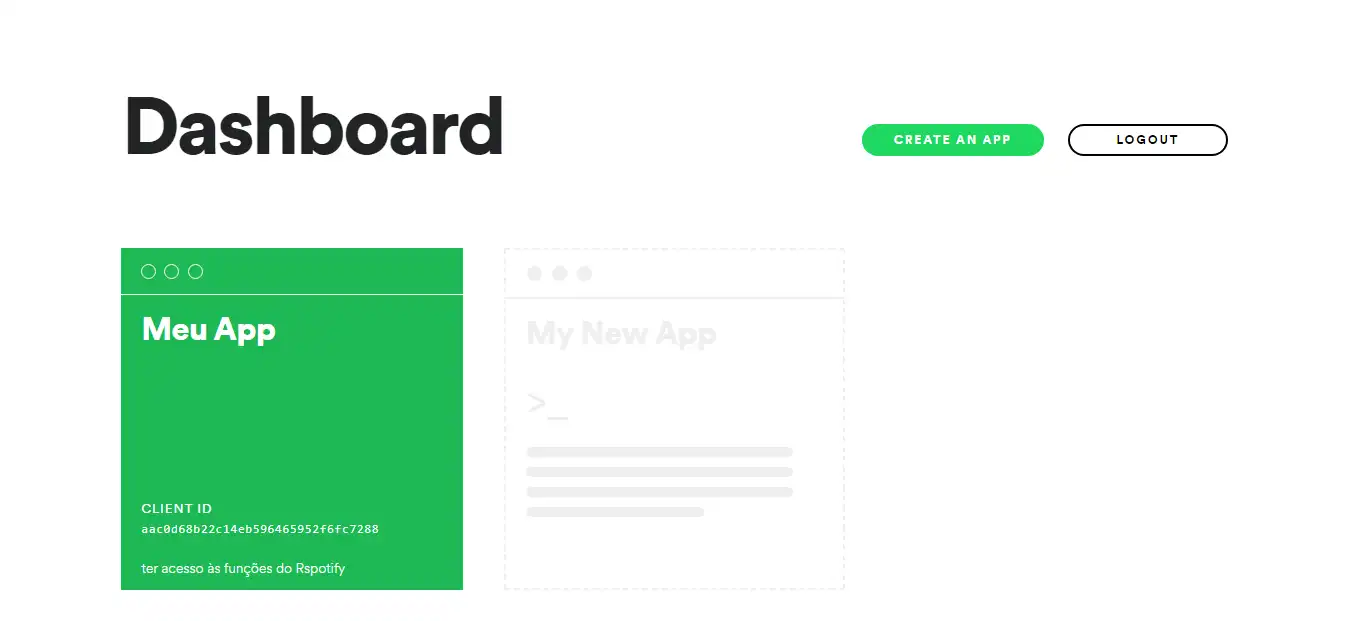 Dashboard
CREATE AN APP
LOGOUT
Meu App
CLIENT ID
aac0d68b22c14eb596465952f6fc7288
ter acesso às funções do Rspotify
My New App
>_